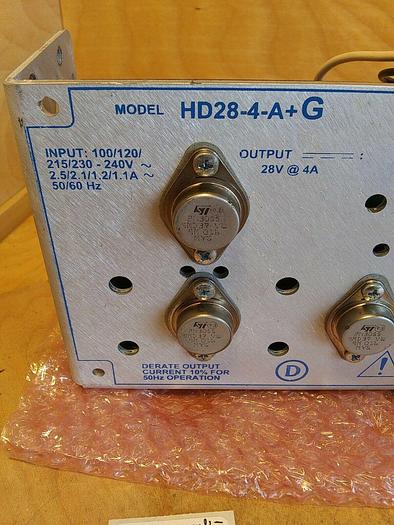 MODEL HD28-4-A+G
INPUT: 100/120/
215/230 - 240V ~
2.5/2.1/1.2/1.1A ~
50/60 Hz
OUTPUT :
28V @ 4A
DERATE OUTPUT
CURRENT 10% FOR
50Hz OPERATION
D